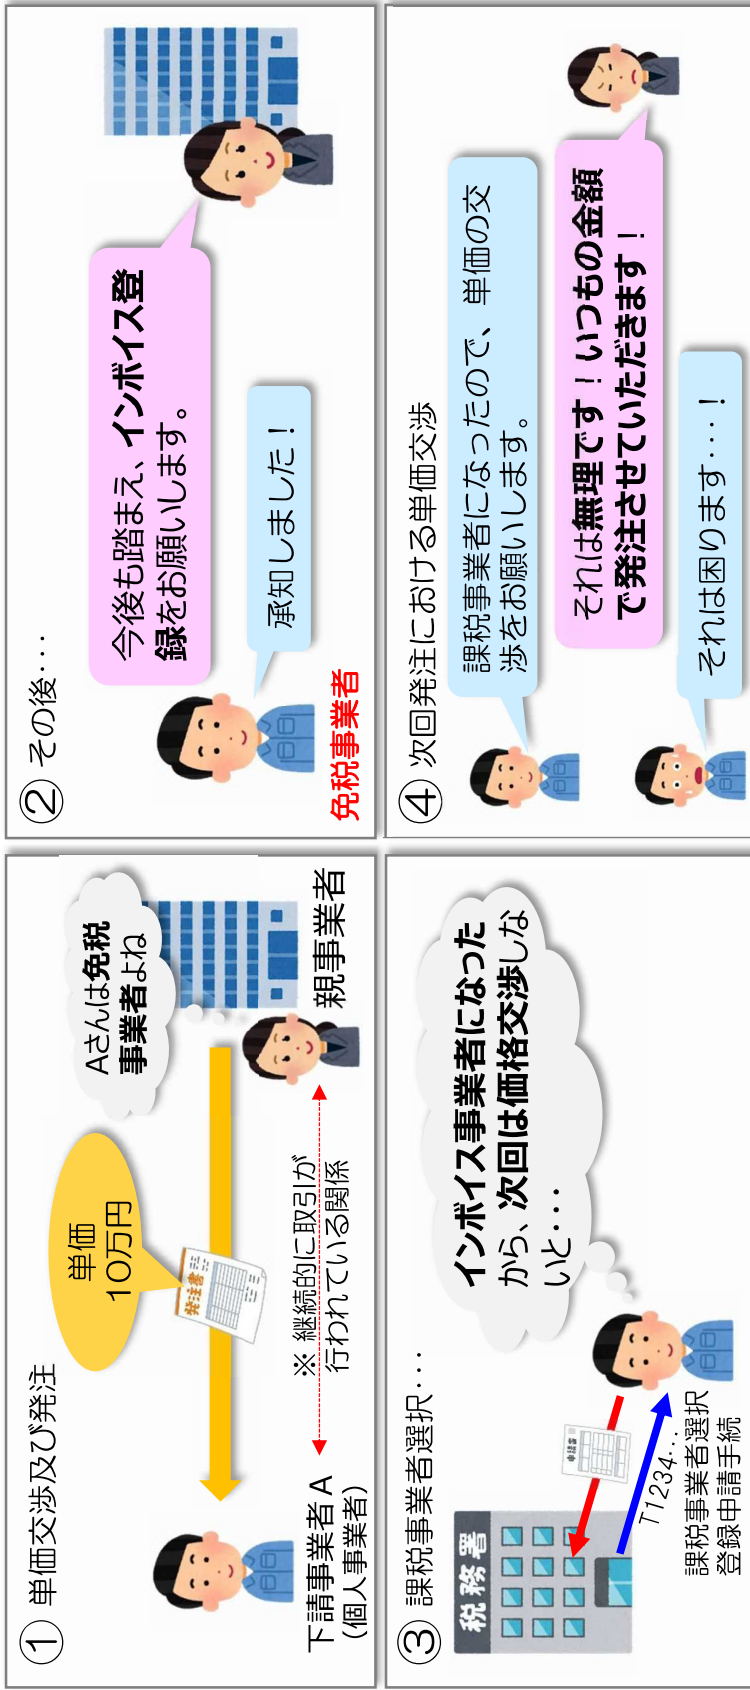 ① 単価交渉及び発注
単価
10万円
発注書
Aさんは免税
事業者よね
※ 継続的に取引が
行われている関係
下請事業者 A
（個人事業者）
親事業者
② その後・・・
今後も踏まえ、インボイス登
録をお願いします。
承知しました！
免税事業者
③ 課税事業者選択・・・
税務署
申請書
T1234・・・
課税事業者選択
登録申請手続
インボイス事業者になった
から、次回は価格交渉しな
いと・・・
④ 次回発注における単価交渉
課税事業者になったので、単価の交
渉をお願いします。
それは無理です！いつもの金額
で発注させていただきます！
それは困ります・・・！